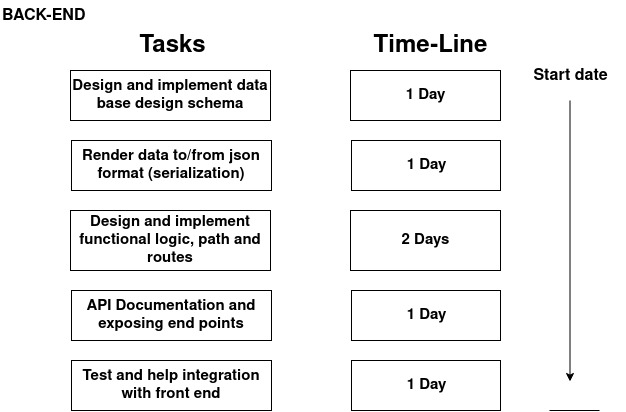 BACK-END
Tasks
Time-Line
Start date
Design and implement data
base design schema
1 Day
Render data to/from json
format (serialization)
1 Day
Design and implement
functional logic, path and
routes
2 Days
API Documentation and
exposing end points
1 Day
Test and help integration
with front end
1 Day